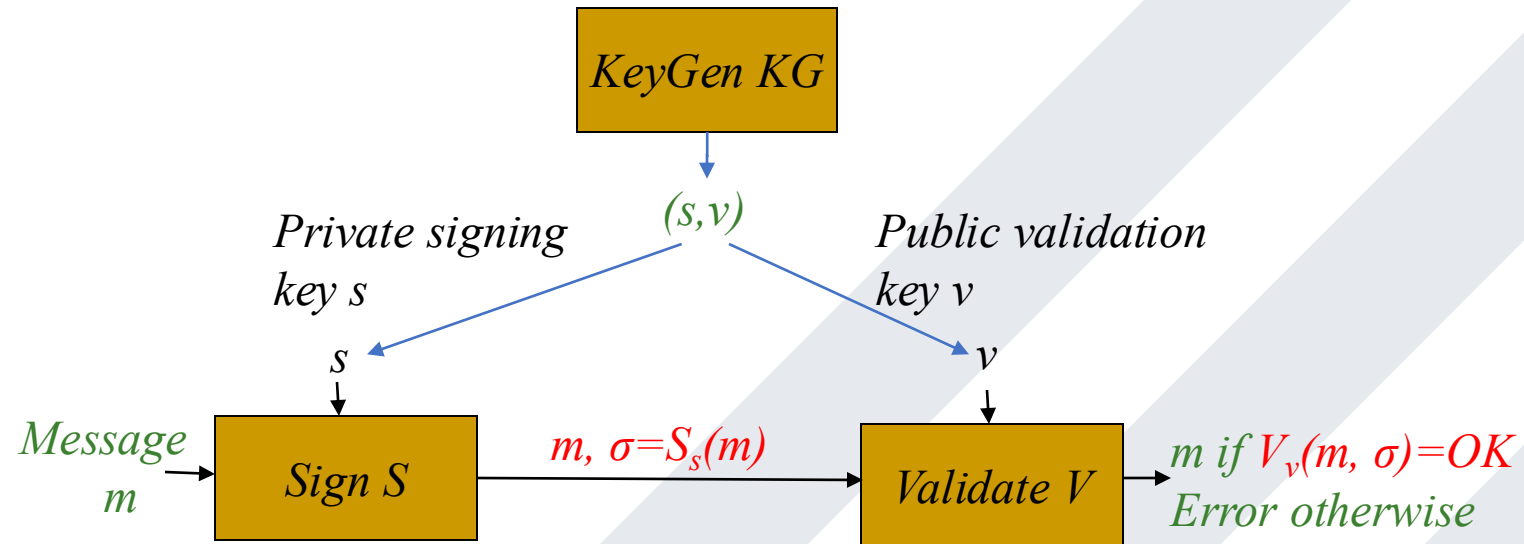 KeyGen KG
(s,v)
Private signing
key s
Public validation
key v
s
v
Message
m
Sign S
m, σ=Sₛ(m)
Validate V
m if Vᵥ(m, σ)=OK
Error otherwise